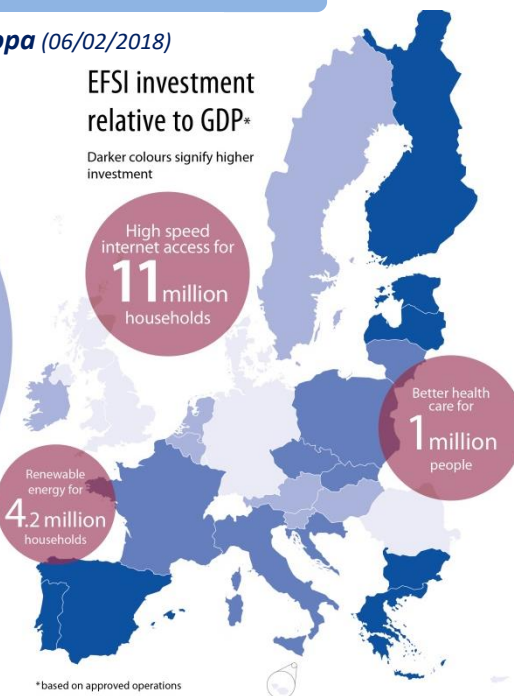 ppa (06/02/2018)
EFSI investment
relative to GDP*
Darker colours signify higher
investment
High speed
internet access for
11 million
households
Better health
care for
1 million
people
Renewable
energy for
4.2 million
households
*based on approved operations